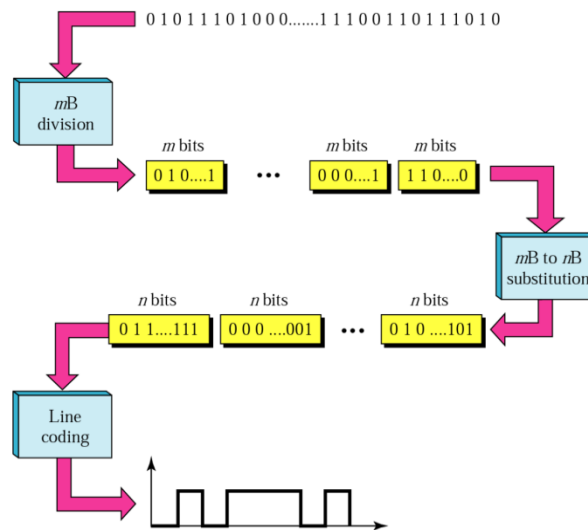 0 1 0 1 1 1 0 1 0 0 0.......1 1 1 0 0 1 1 0 1 1 1 0 1 0
mB
division
m bits m bits m bits
0 1 0....1 ••• 0 0 0....1 1 1 0....0
mB to nB
substitution
n bits n bits n bits
0 1 1....111 0 0 0 ....001 ••• 0 1 0 ....101
Line
coding